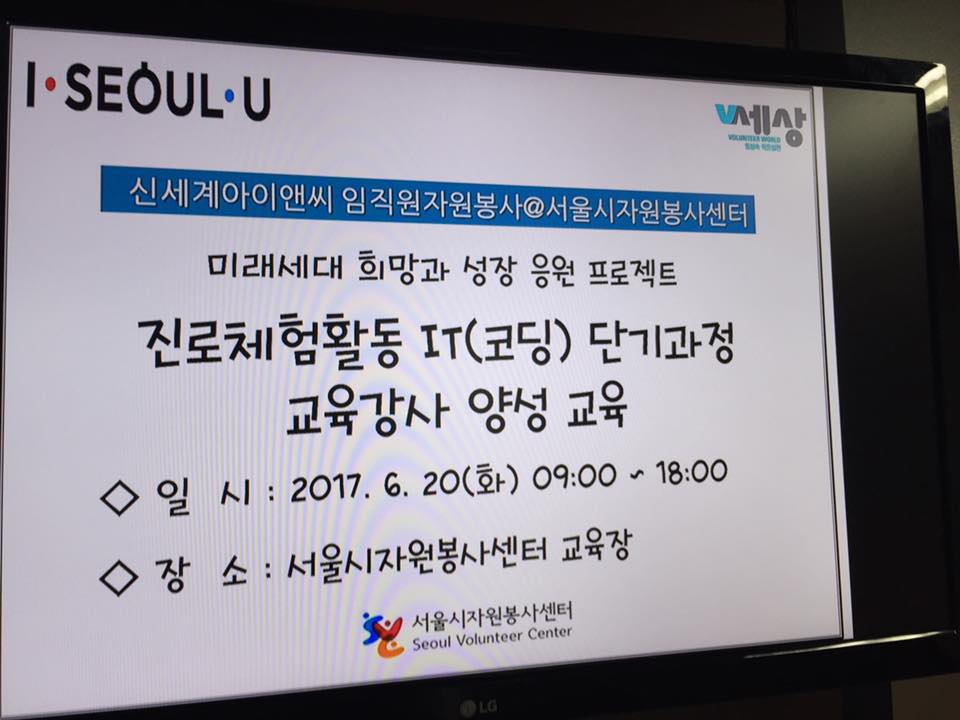 I·SEOUL·U
V세상
VOLUNTEER WORLD
신세계아이앤씨 임직원자원봉사@서울시자원봉사센터
미래세대 희망과 성장 응원 프로젝트
진로체험활동 IT(코딩) 단기과정
교육강사 양성 교육
◇ 일 시 : 2017. 6. 20(화) 09:00 ~ 18:00
◇ 장 소 : 서울시자원봉사센터 교육장
서울시자원봉사센터
Seoul Volunteer Center
LG